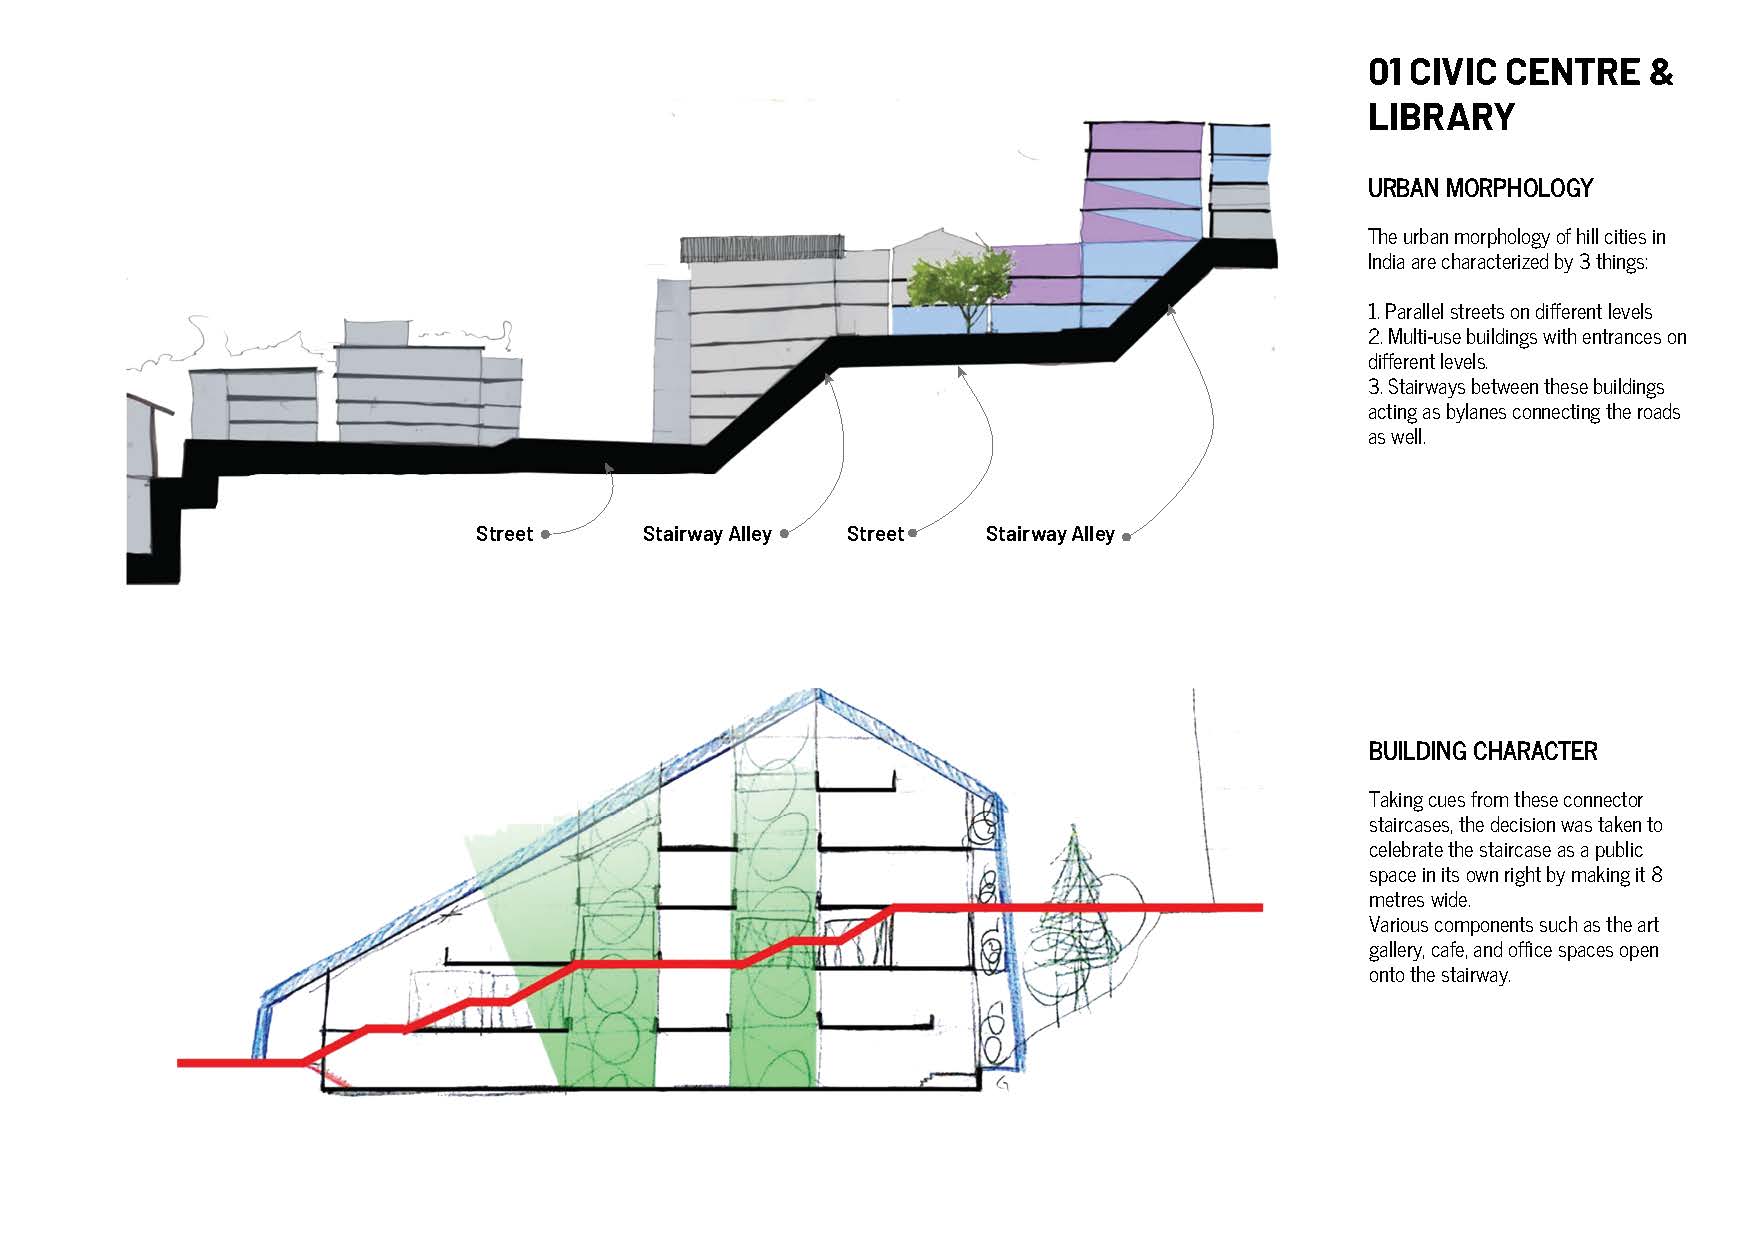 01 CIVIC CENTRE &
LIBRARY
URBAN MORPHOLOGY
The urban morphology of hill cities in
India are characterized by 3 things:
1. Parallel streets on different levels
2. Multi-use buildings with entrances on
different levels.
3. Stairways between these buildings
acting as bylanes connecting the roads
as well.
Street
Stairway Alley
Street
Stairway Alley
BUILDING CHARACTER
Taking cues from these connector
staircases, the decision was taken to
celebrate the staircase as a public
space in its own right by making it 8
metres wide.
Various components such as the art
gallery, cafe, and office spaces open
onto the stairway.
G